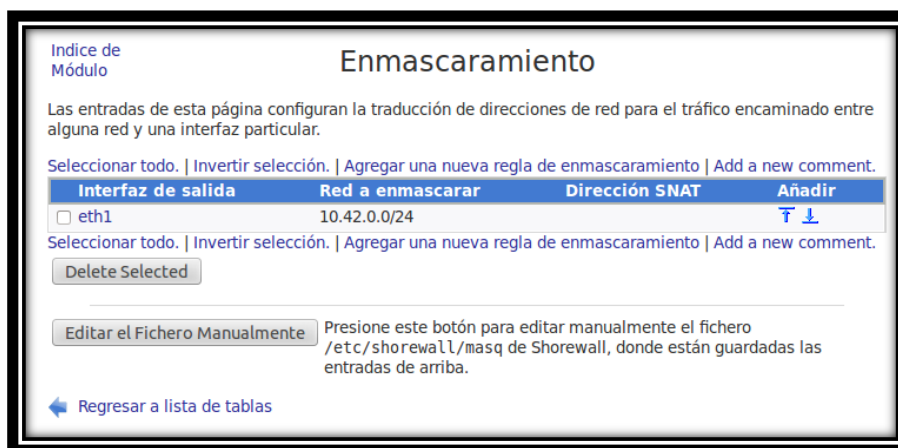 Indice de
Módulo
Enmascaramiento
Las entradas de esta página configuran la traducción de direcciones de red para el tráfico encaminado entre
alguna red y una interfaz particular.
Seleccionar todo. | Invertir selección. | Agregar una nueva regla de enmascaramiento | Add a new comment.
Interfaz de salida Red a enmascarar Dirección SNAT Añadir
eth1 10.42.0.0/24
Seleccionar todo. | Invertir selección. | Agregar una nueva regla de enmascaramiento | Add a new comment.
Delete Selected
Editar el Fichero Manualmente Presione este botón para editar manualmente el fichero
/etc/shorewall/masq de Shorewall, donde están guardadas las
entradas de arriba.
Regresar a lista de tablas